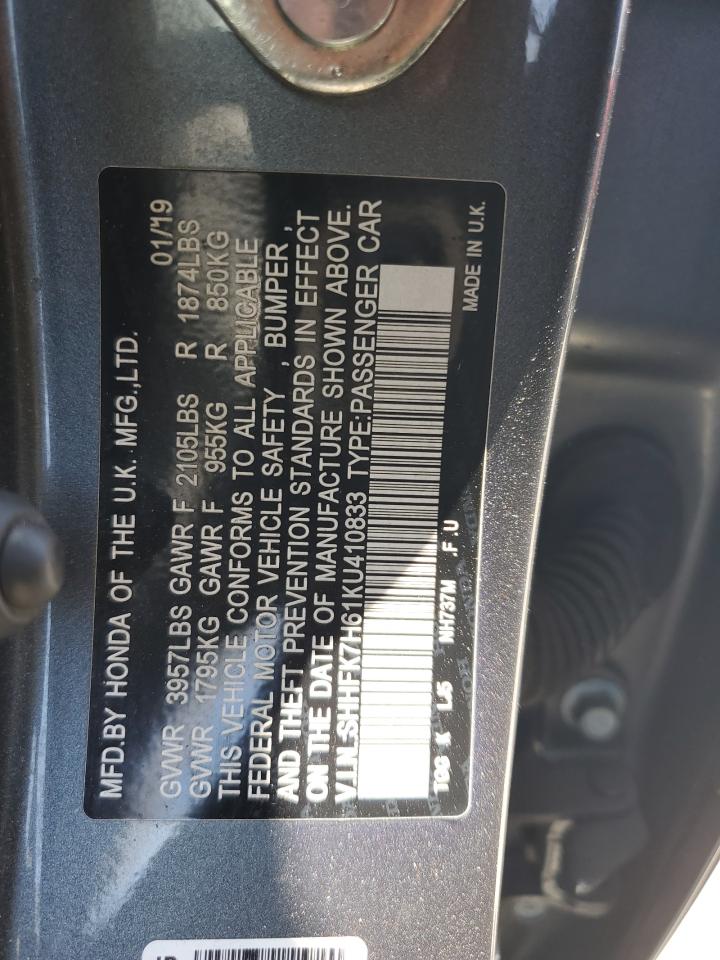 MFD.BY HONDA OF THE U.K. MFG.,LTD. 01/19
GVWR 3957LBS GAWR F 2105LBS R 1874LBS
GVWR 1795KG GAWR F 955KG R 850KG
THIS VEHICLE CONFORMS TO ALL APPLICABLE
FEDERAL MOTOR VEHICLE SAFETY , BUMPER ,
AND THEFT PREVENTION STANDARDS IN EFFECT
ON THE DATE OF MANUFACTURE SHOWN ABOVE.
V.I.N.SHHFK7H61KU410833 TYPE:PASSENGER CAR
TGG K L45 NH737M .F.U
MADE IN U.K.